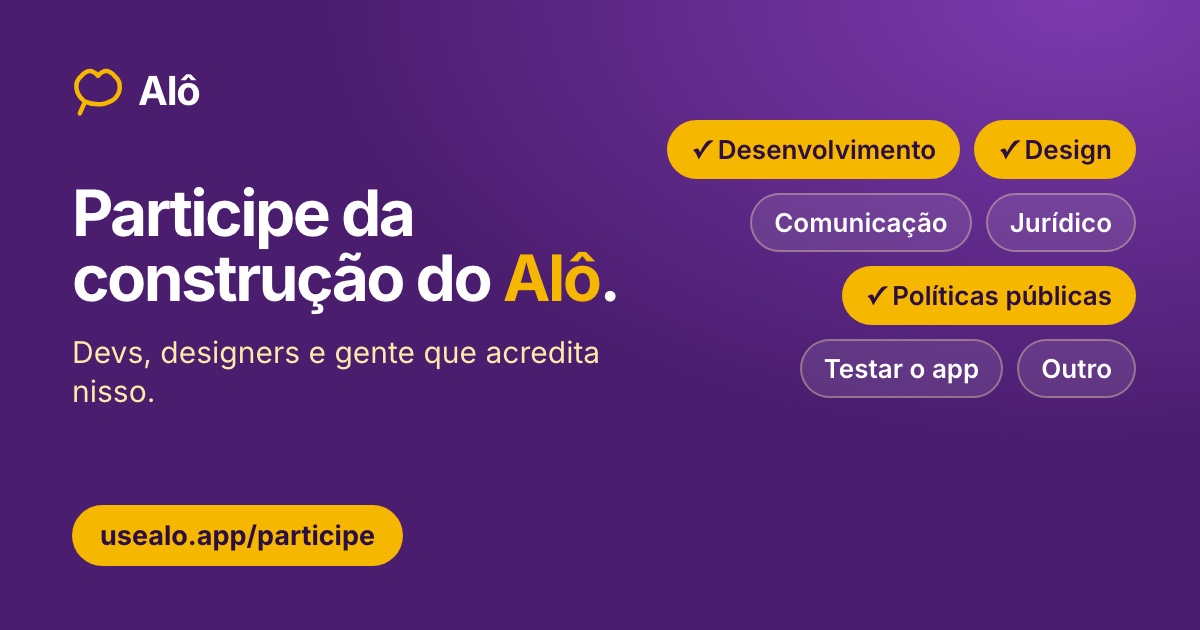 Alô
Participe da
construção do Alô.
Devs, designers e gente que acredita
nisso.
usealo.app/participe
✓ Desenvolvimento
✓ Design
Comunicação
Jurídico
✓ Políticas públicas
Testar o app
Outro